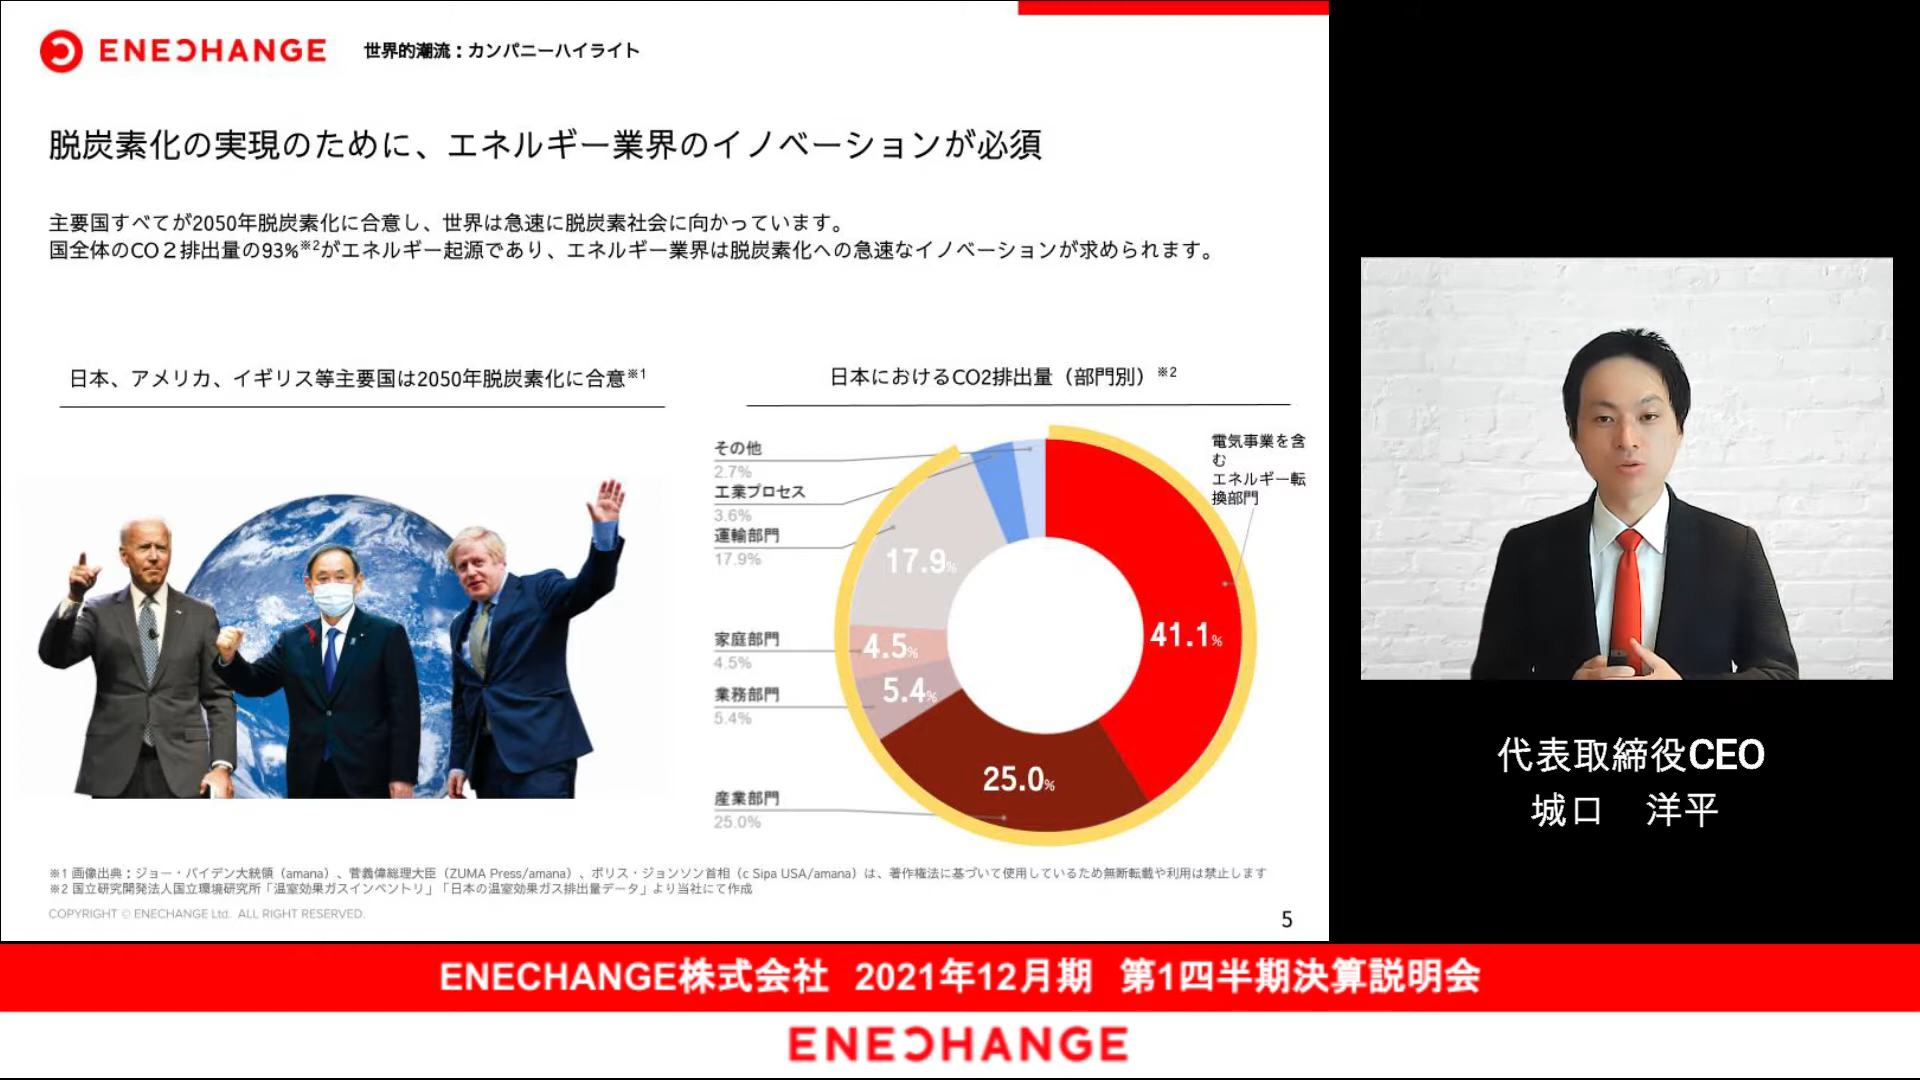 ENECHANGE
世界的潮流：カンパニーハイライト
脱炭素化の実現のために、エネルギー業界のイノベーションが必須
主要国すべてが2050年脱炭素化に合意し、世界は急速に脱炭素社会に向かっています。
国全体のCO２排出量の93%※2がエネルギー起源であり、エネルギー業界は脱炭素化への急速なイノベーションが求められます。
日本、アメリカ、イギリス等主要国は2050年脱炭素化に合意※1
日本におけるCO2排出量（部門別）※2
その他
2.7%
工業プロセス
3.6%
運輸部門
17.9%
家庭部門
4.5%
業務部門
5.4%
産業部門
25.0%
電気事業を含
む
エネルギー転
換部門
17.9%
4.5%
5.4%
25.0%
41.1%
※1 画像出典：ジョー・バイデン大統領（amana）、菅義偉総理大臣（ZUMA Press/amana）、ボリス・ジョンソン首相（c Sipa USA/amana）は、著作権法に基づいて使用しているため無断転載や利用は禁止します
※2 国立研究開発法人国立環境研究所「温室効果ガスインベントリ」「日本の温室効果ガス排出量データ」より当社にて作成
COPYRIGHT © ENECHANGE Ltd. ALL RIGHT RESERVED.
5
代表取締役CEO
城口　洋平
ENECHANGE株式会社 2021年12月期 第1四半期決算説明会
ENECHANGE